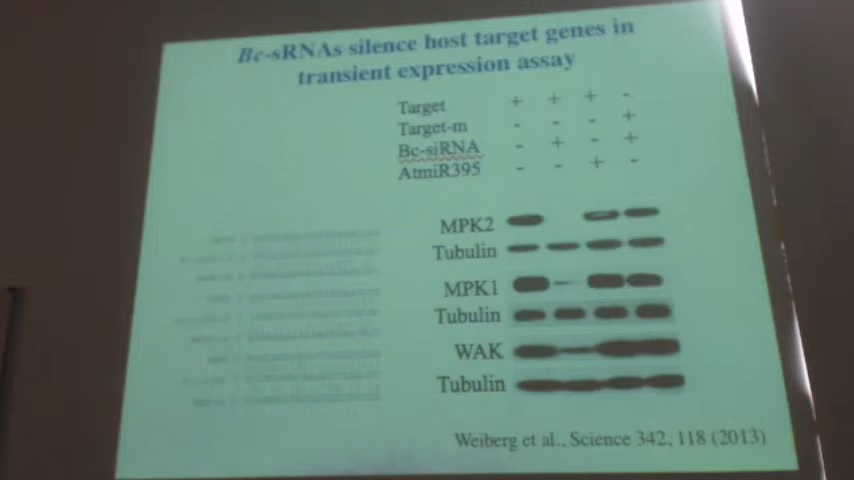 Bc-sRNAs silence host target genes in
transient expression assay
Target + + + -
Target-m - - - +
Bc-siRNA - + - +
AtmiR395 - - + -
MPK2
Tubulin
MPK1
Tubulin
WAK
Tubulin
Weiberg et al., Science 342, 118 (2013)